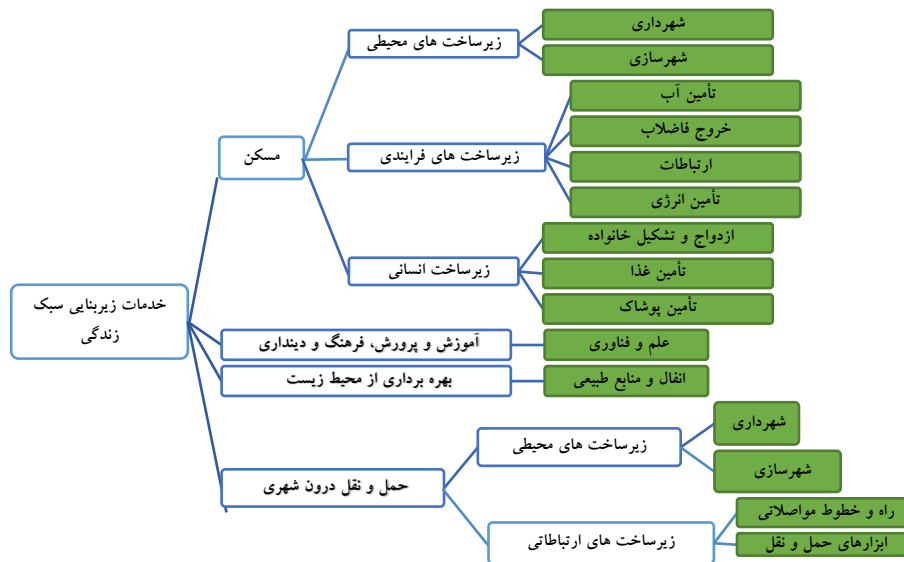 خدمات زیربنایی سبک
زندگی
مسکن
زیرساخت های محیطی
شهرداری
شهرسازی
زیرساخت های فرایندی
تأمین آب
خروج فاضلاب
ارتباطات
تأمین انرژی
زیرساخت انسانی
ازدواج و تشکیل خانواده
تأمین غذا
تأمین پوشاک
آموزش و پرورش، فرهنگ و دینداری
علم و فناوری
بهره برداری از محیط زیست
انفال و منابع طبیعی
حمل و نقل درون شهری
زیرساخت های محیطی
شهرداری
شهرسازی
زیرساخت های ارتباطاتی
راه و خطوط مواصلاتی
ابزارهای حمل و نقل